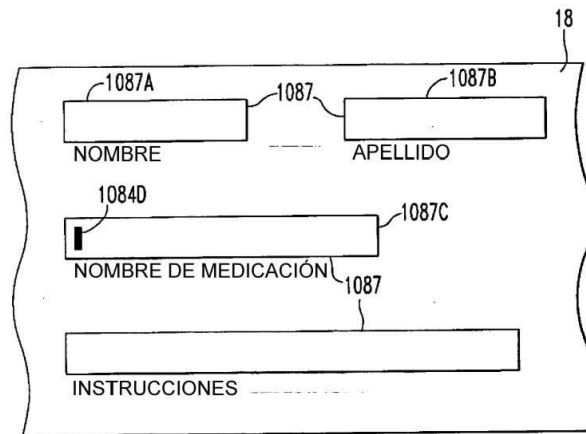 18
1087A 1087 1087B
NOMBRE APELLIDO
1084D 1087C
NOMBRE DE MEDICACIÓN
1087
INSTRUCCIONES